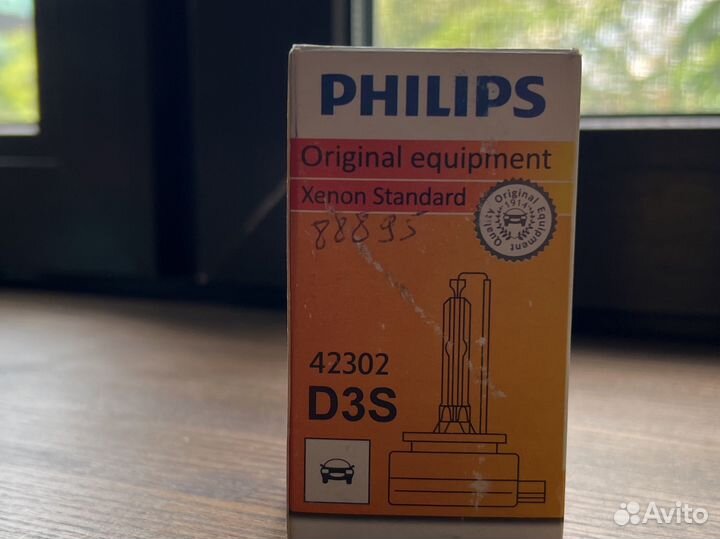 PHILIPS
Original equipment
Xenon Standard
Quality Original Equipment
1914
88895
42302
D3S
Avito